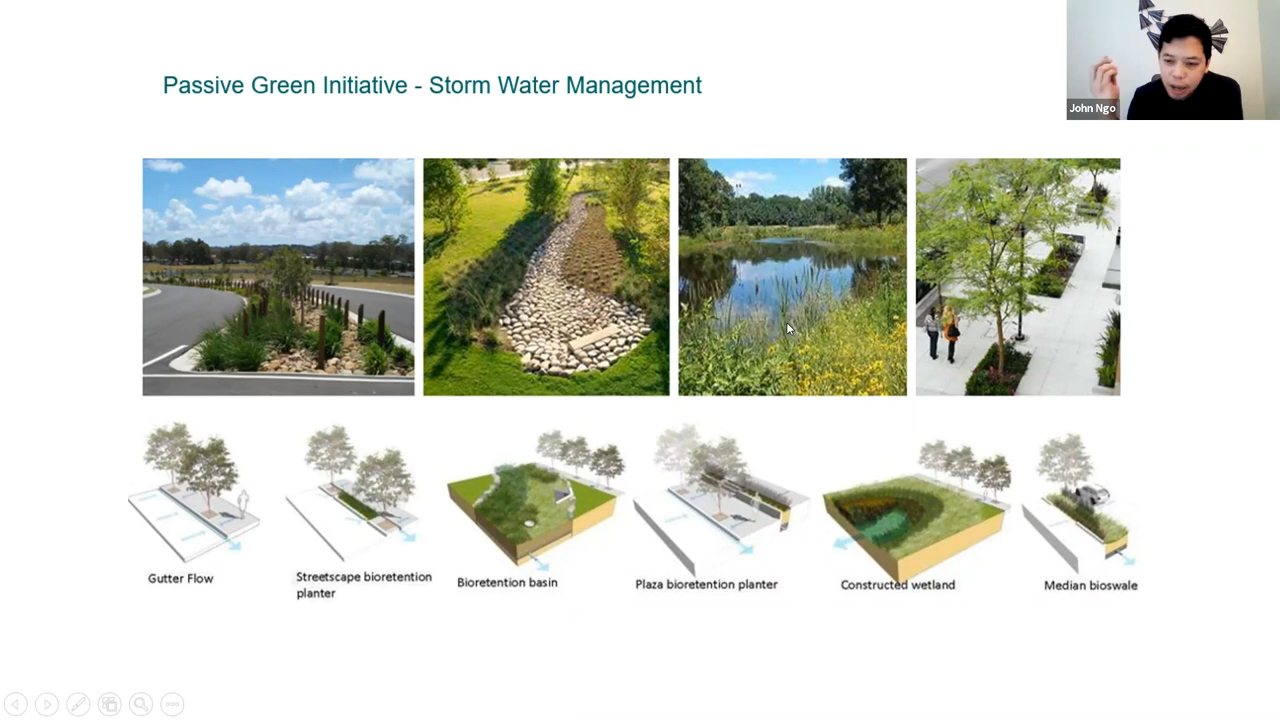 Passive Green Initiative - Storm Water Management
John Ngo
Gutter Flow
Streetscape bioretention
planter
Bioretention basin
Plaza bioretention planter
Constructed wetland
Median bioswale